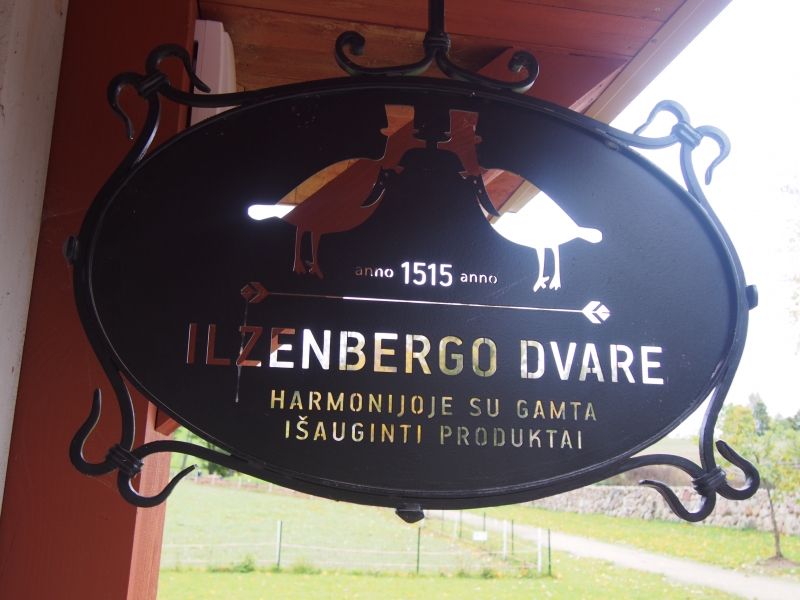 anno 1515 anno
ILZENBERGO DVARE
HARMONIJOJE SU GAMTA
IŠAUGINTI PRODUKTAI